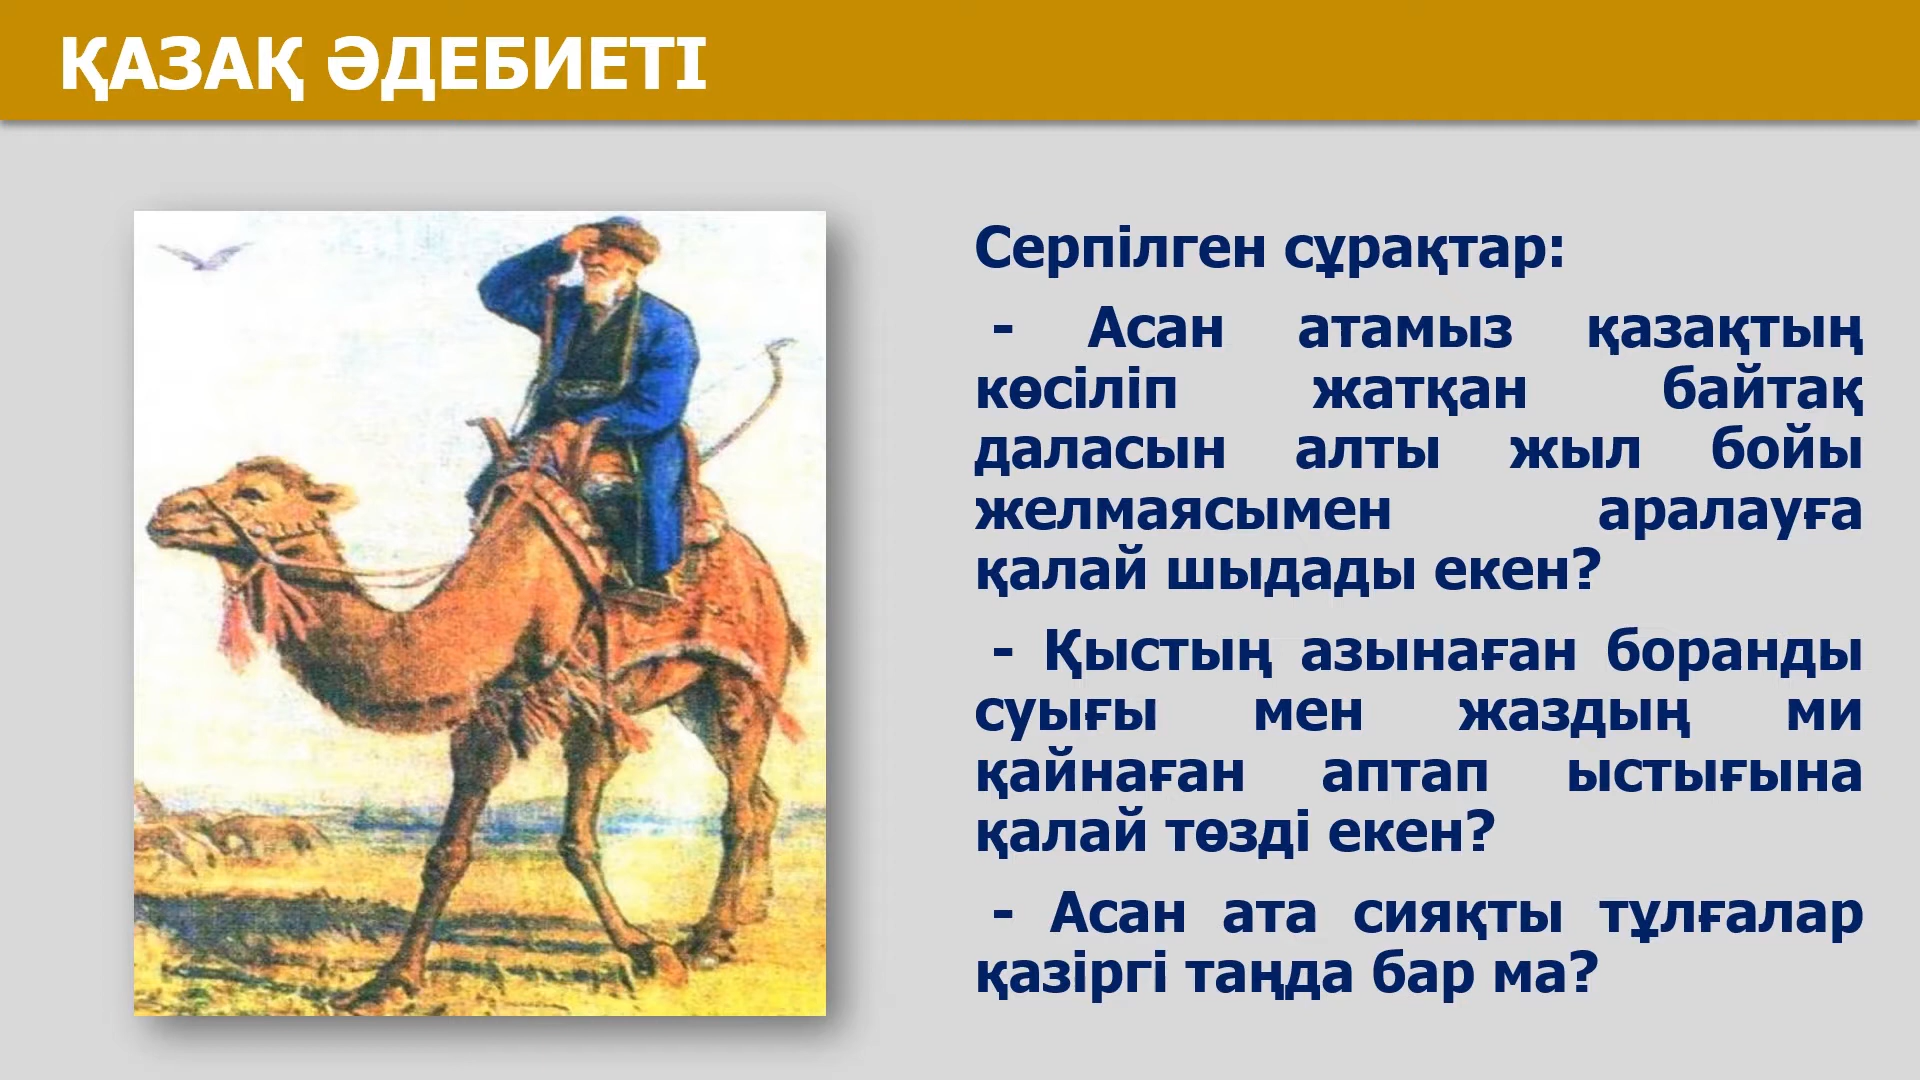 ҚАЗАҚ ӘДЕБИЕТІ
Серпілген сұрақтар:
- Асан атамыз қазақтың
көсіліп жатқан байтақ
даласын алты жыл бойы
желмаясымен аралауға
қалай шыдады екен?
- Қыстың азынаған боранды
суығы мен жаздың ми
қайнаған аптап ыстығына
қалай төзді екен?
- Асан ата сияқты тұлғалар
қазіргі таңда бар ма?